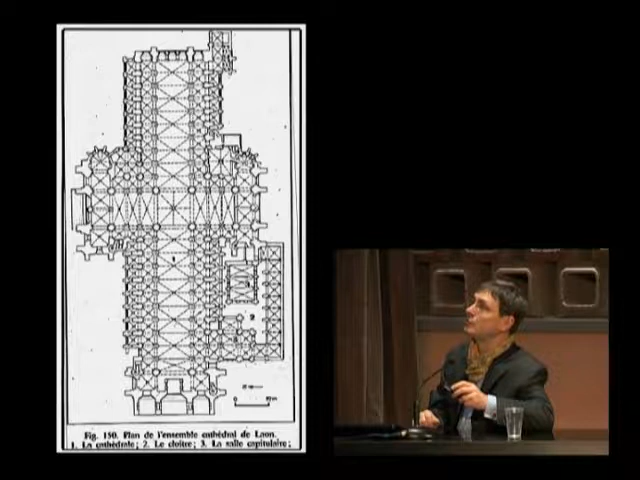 Fig. 150. Plan de l'ensemble cathédral de Laon.
1. La cathédrale; 2. Le cloître; 3. La salle capitulaire;